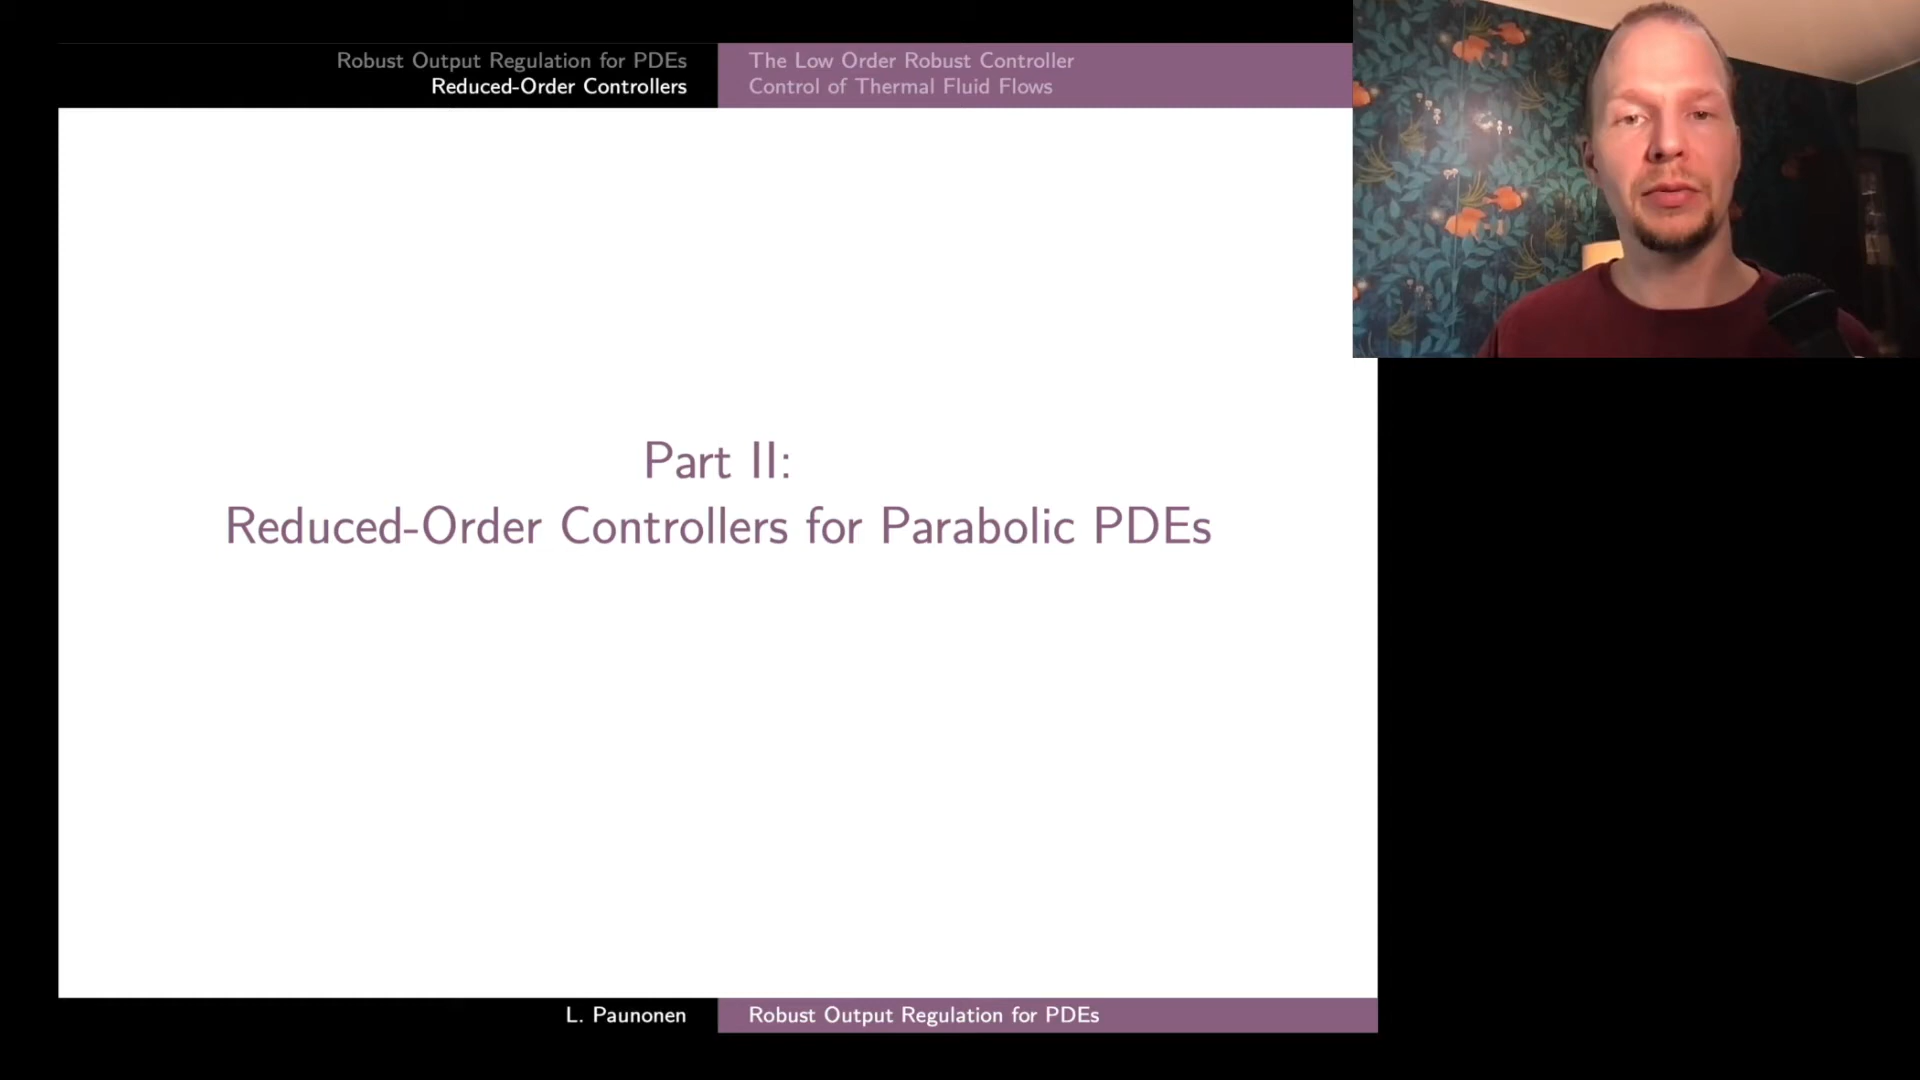 Robust Output Regulation for PDEs
Reduced-Order Controllers
The Low Order Robust Controller
Control of Thermal Fluid Flows
Part II:
Reduced-Order Controllers for Parabolic PDEs
L. Paunonen
Robust Output Regulation for PDEs